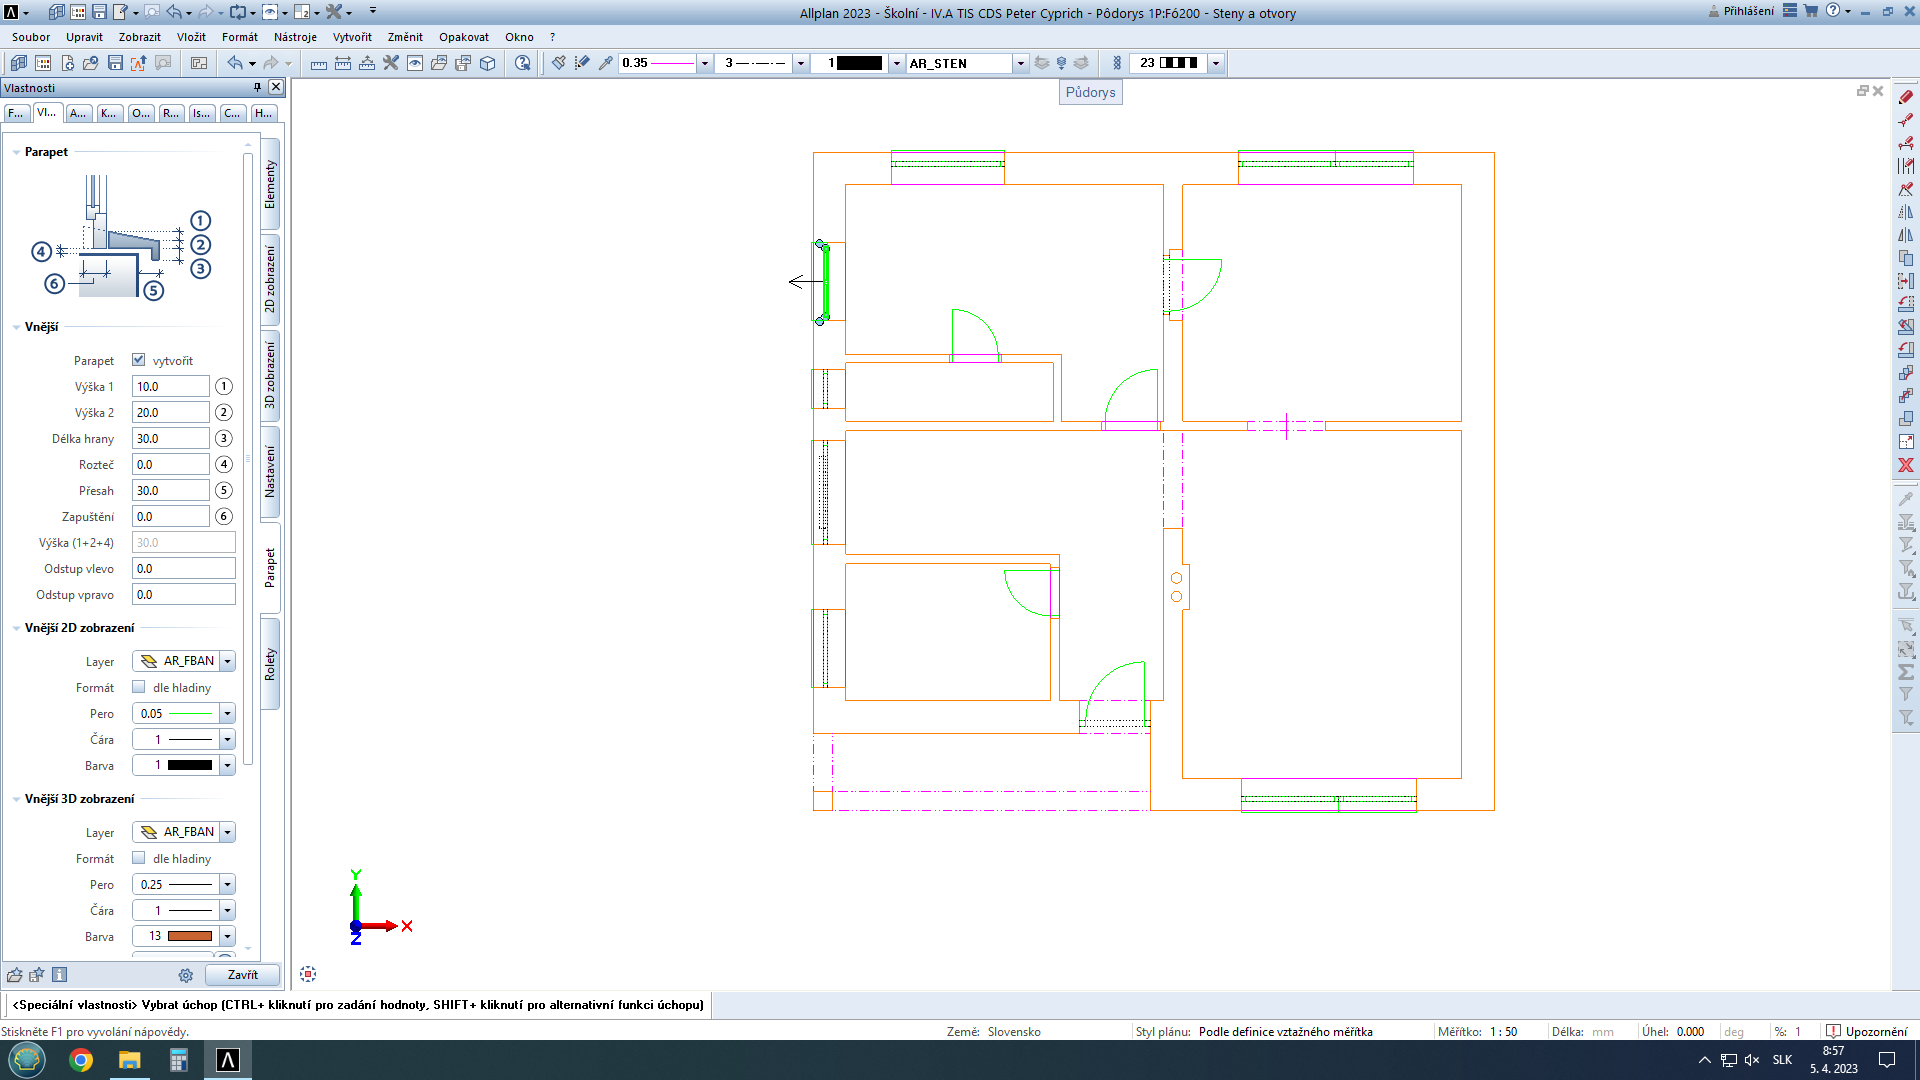 Allplan 2023 - Školní - IV.A TIS CDS Peter Cyprich - Pôdorys 1P:F6200 - Steny a otvory
Přihlášení
Soubor Upravit Zobrazit Vložit Formát Nástroje Vytvořit Změnit Opakovat Okno ?
0.35 3 1 AR_STEN 23
Vlastnosti
Půdorys
F... Vl... A... K... O... R... Is... C... H...
Parapet
1
2
3
4
5
6
Vnější
Parapet vytvořit
Výška 1 10.0 1
Výška 2 20.0 2
Délka hrany 30.0 3
Rozteč 0.0 4
Přesah 30.0 5
Zapuštění 0.0 6
Výška (1+2+4) 30.0
Odstup vlevo 0.0
Odstup vpravo 0.0
Vnější 2D zobrazení
Layer AR_FBAN
Formát dle hladiny
Pero 0.05
Čára 1
Barva 1
Vnější 3D zobrazení
Layer AR_FBAN
Formát dle hladiny
Pero 0.25
Čára 1
Barva 13
Elementy
2D zobrazení
3D zobrazení
Nastavení
Parapet
Rolety
Zavřít
Y
X
Z
<Speciální vlastnosti> Vybrat úchop (CTRL+ kliknutí pro zadání hodnoty, SHIFT+ kliknutí pro alternativní funkci úchopu)
Stiskněte F1 pro vyvolání nápovědy.
Země: Slovensko
Styl plánu: Podle definice vztažného měřítka
Měřítko: 1 : 50
Délka: mm
Úhel: 0.000 deg
%: 1
Upozornění
SLK
8:57
5. 4. 2023